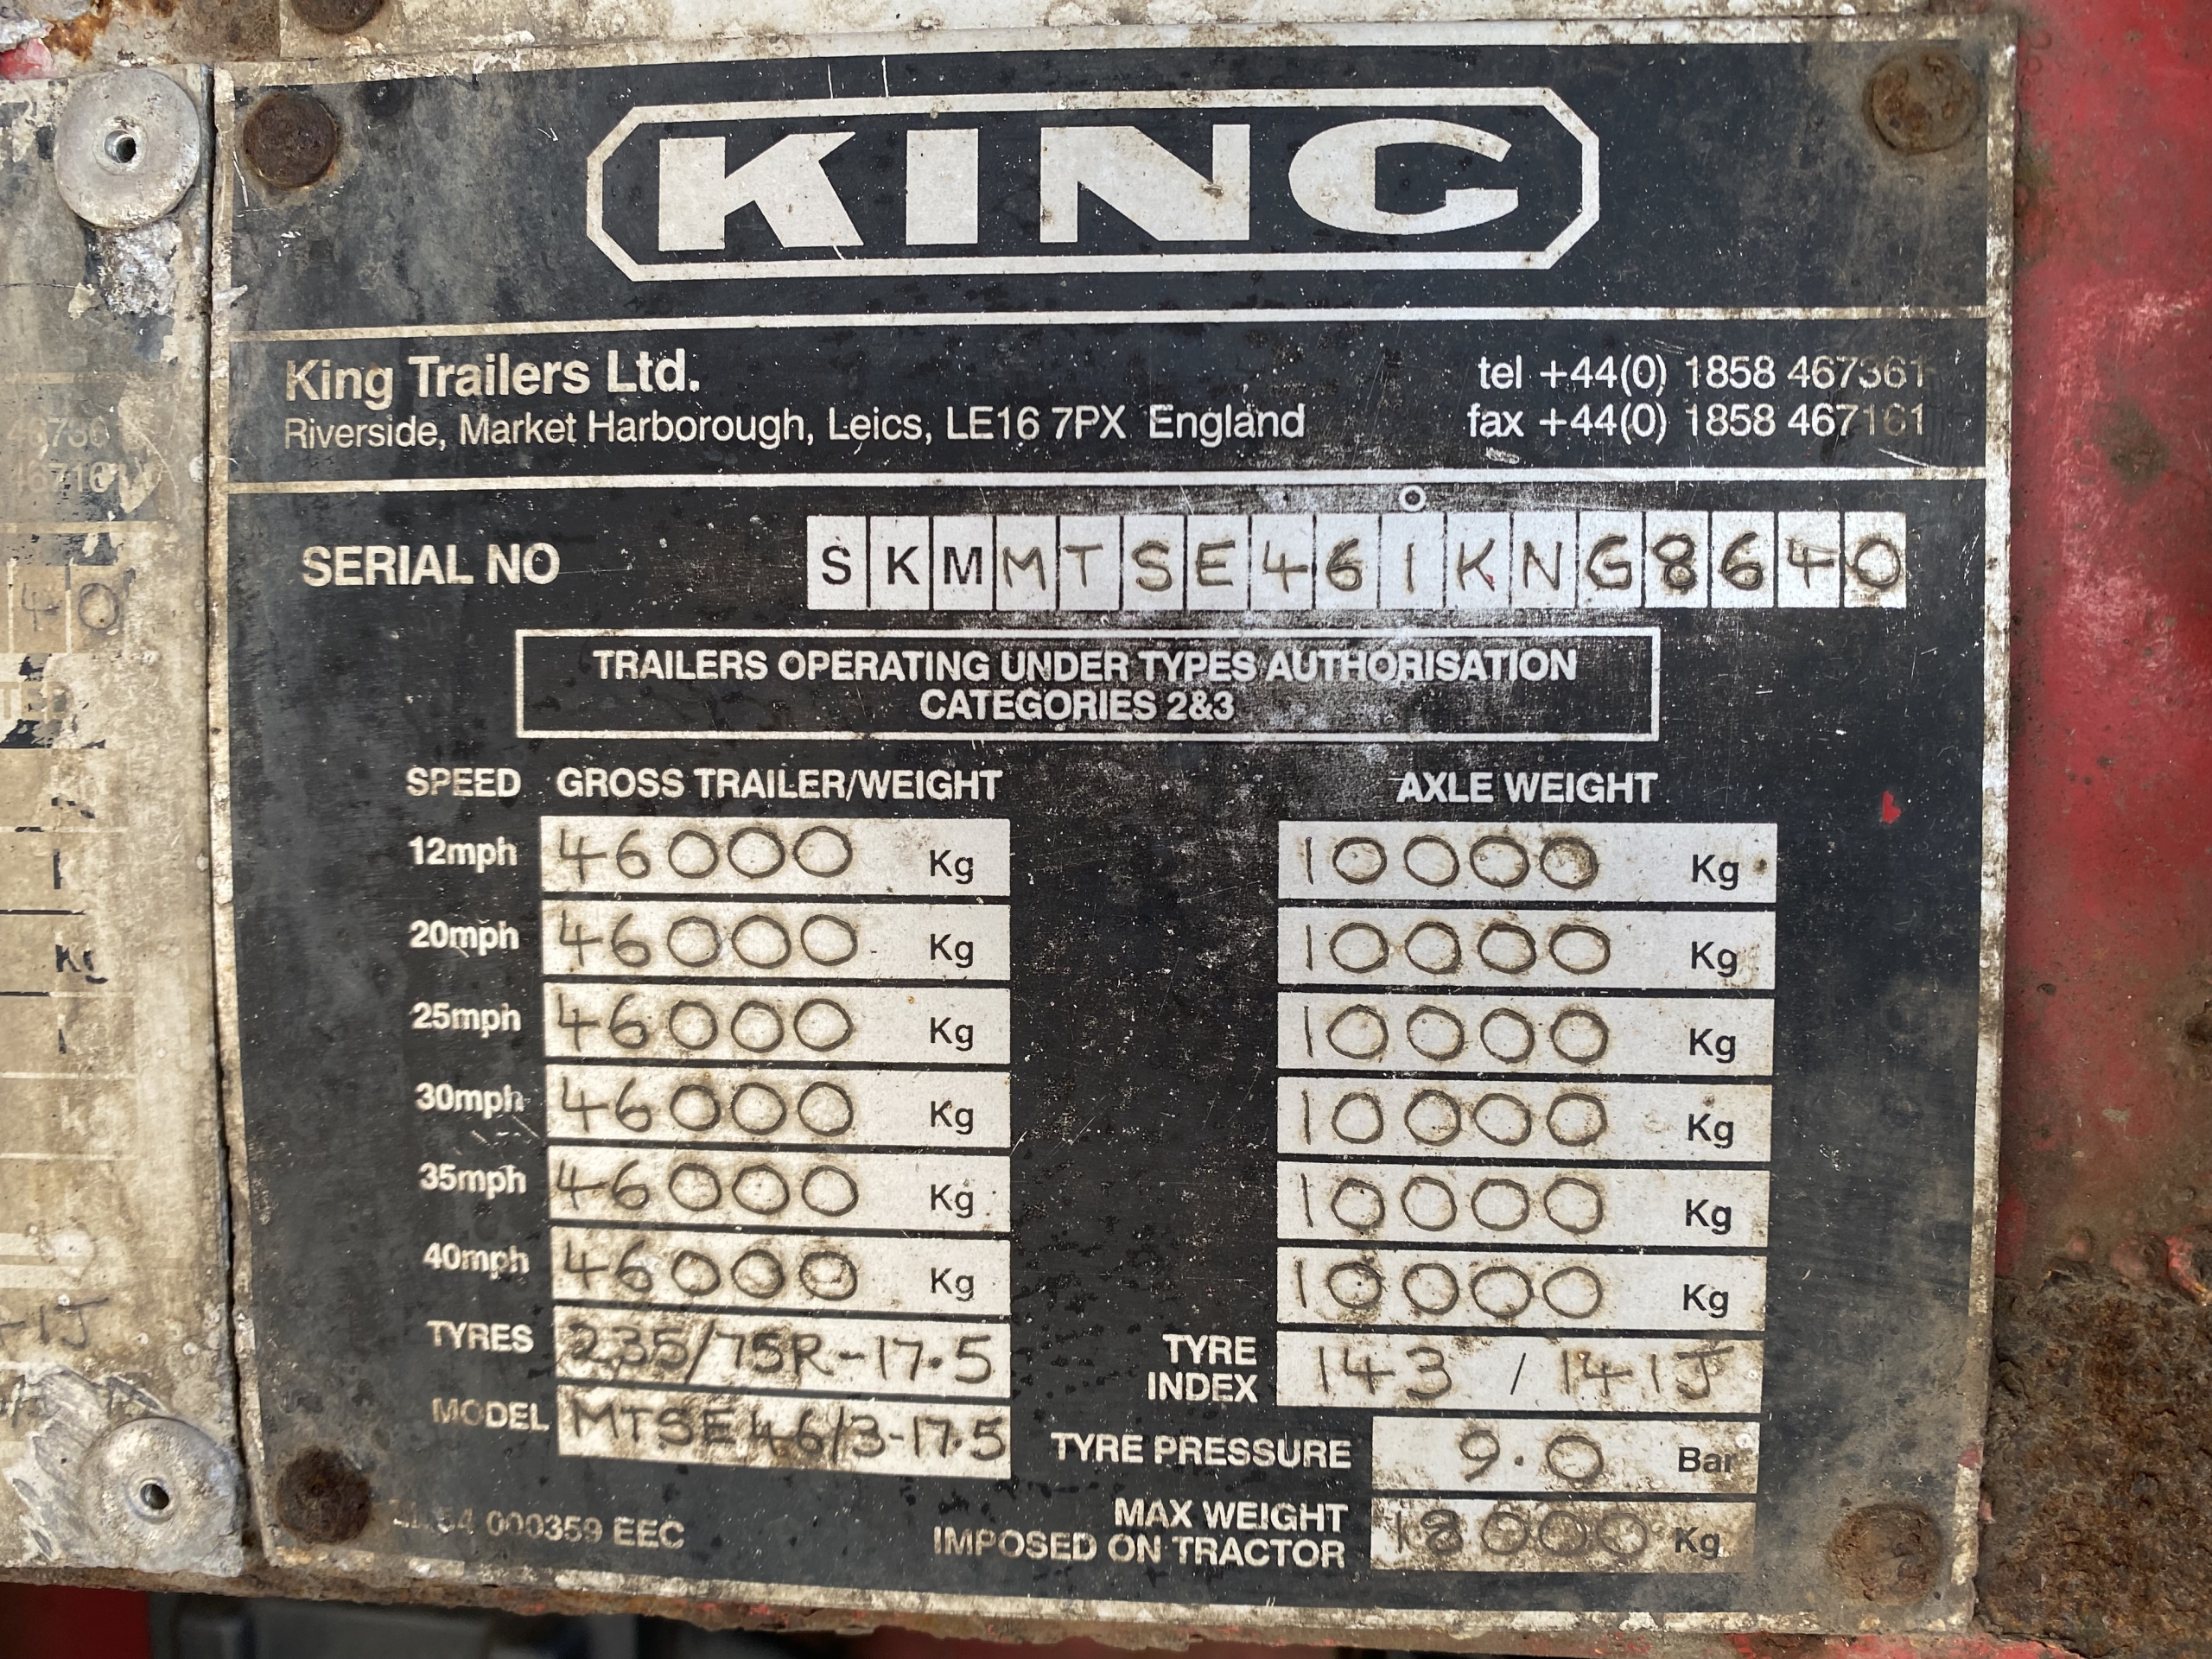 KING
King Trailers Ltd.
Riverside, Market Harborough, Leics, LE16 7PX England
tel +44(0) 1858 467361
fax +44(0) 1858 467161
SERIAL NO SKMMTSE461KNG8640
TRAILERS OPERATING UNDER TYPES AUTHORISATION
CATEGORIES 2&3
SPEED GROSS TRAILER/WEIGHT AXLE WEIGHT
12mph 46000 Kg 10000 Kg
20mph 46000 Kg 10000 Kg
25mph 46000 Kg 10000 Kg
30mph 46000 Kg 10000 Kg
35mph 46000 Kg 10000 Kg
40mph 46000 Kg 10000 Kg
TYRES 235/75R-17.5 TYRE INDEX 143 / 141J
MODEL MTSE46/3-17.5 TYRE PRESSURE 9.0 Bar
000359 EEC
MAX WEIGHT
IMPOSED ON TRACTOR 18000 Kg